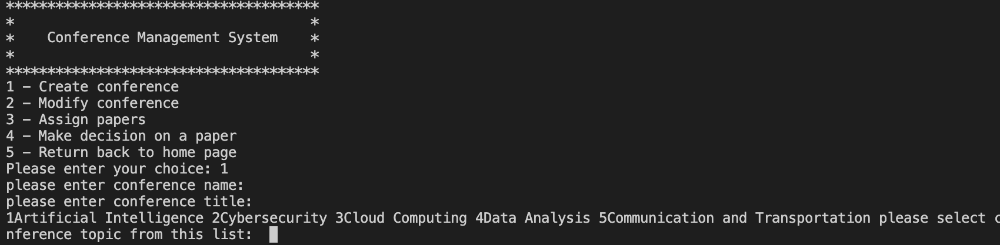 **************************************
*                                    *
*    Conference Management System    *
*                                    *
**************************************
1 - Create conference
2 - Modify conference
3 - Assign papers
4 - Make decision on a paper
5 - Return back to home page
Please enter your choice: 1
please enter conference name:
please enter conference title:
1Artificial Intelligence 2Cybersecurity 3Cloud Computing 4Data Analysis 5Communication and Transportation please select c
nference topic from this list: